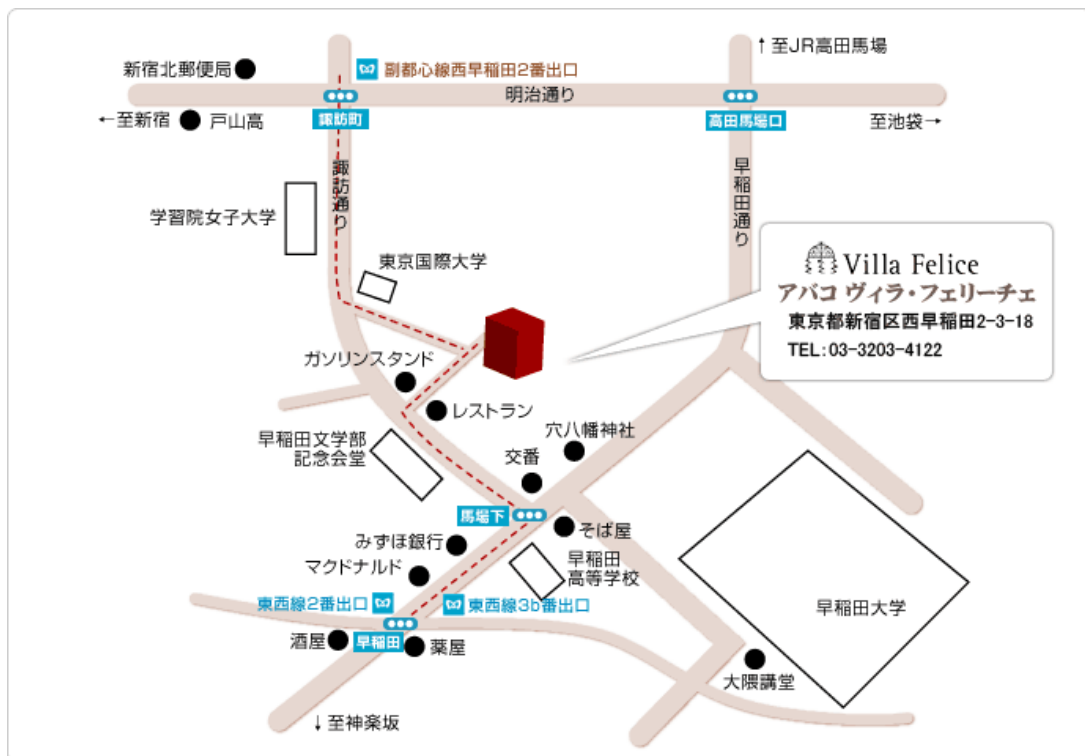 ↑至JR高田馬場
新宿北郵便局
副都心線西早稲田2番出口
明治通り
←至新宿
戸山高
諏訪町
高田馬場口
至池袋→
諏訪通り
早稲田通り
学習院女子大学
東京国際大学
Villa Felice
アバコ ヴィラ・フェリーチェ
東京都新宿区西早稲田2-3-18
TEL:03-3203-4122
ガソリンスタンド
レストラン
穴八幡神社
早稲田文学部
記念会堂
交番
馬場下
そば屋
みずほ銀行
早稲田
高等学校
マクドナルド
東西線2番出口
東西線3b番出口
早稲田大学
酒屋
早稲田
薬屋
大隈講堂
↓至神楽坂